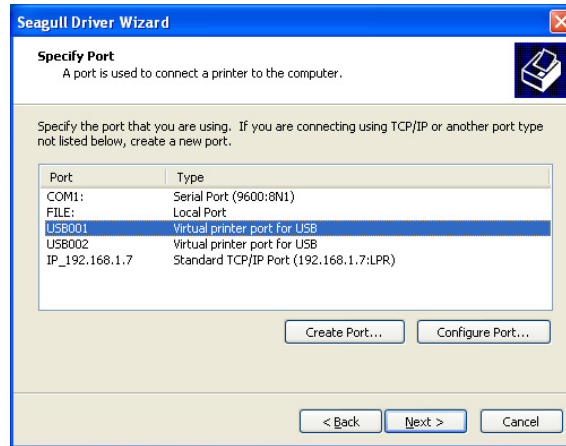 Seagull Driver Wizard
Specify Port
A port is used to connect a printer to the computer.
Specify the port that you are using. If you are connecting using TCP/IP or another port type
not listed below, create a new port.
Port Type
COM1: Serial Port (9600:8N1)
FILE: Local Port
USB001 Virtual printer port for USB
USB002 Virtual printer port for USB
IP_192.168.1.7 Standard TCP/IP Port (192.168.1.7:LPR)
Create Port... Configure Port...
< Back Next > Cancel